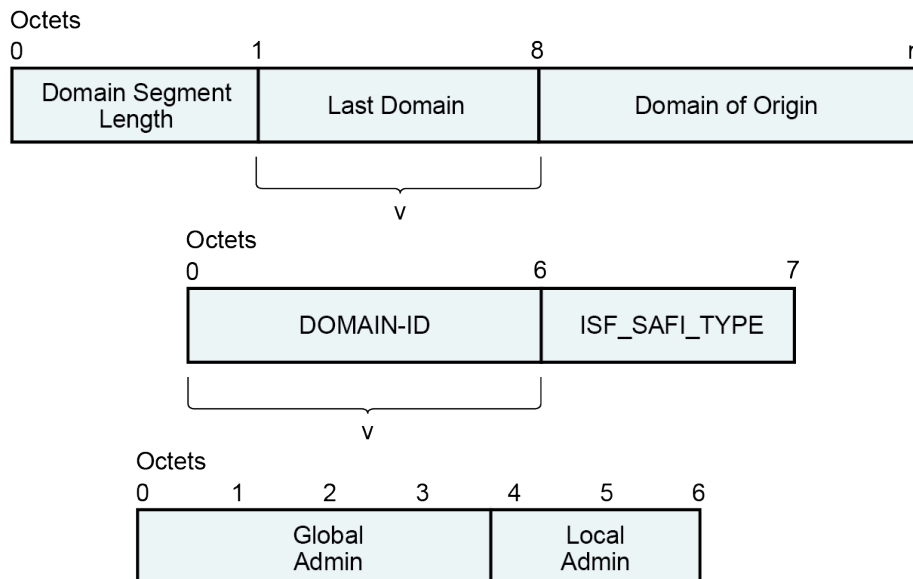 Octets
0 1 8
Domain Segment Length Last Domain Domain of Origin
v
Octets
0 6 7
DOMAIN-ID ISF_SAFI_TYPE
v
Octets
0 1 2 3 4 5 6
Global Admin Local Admin